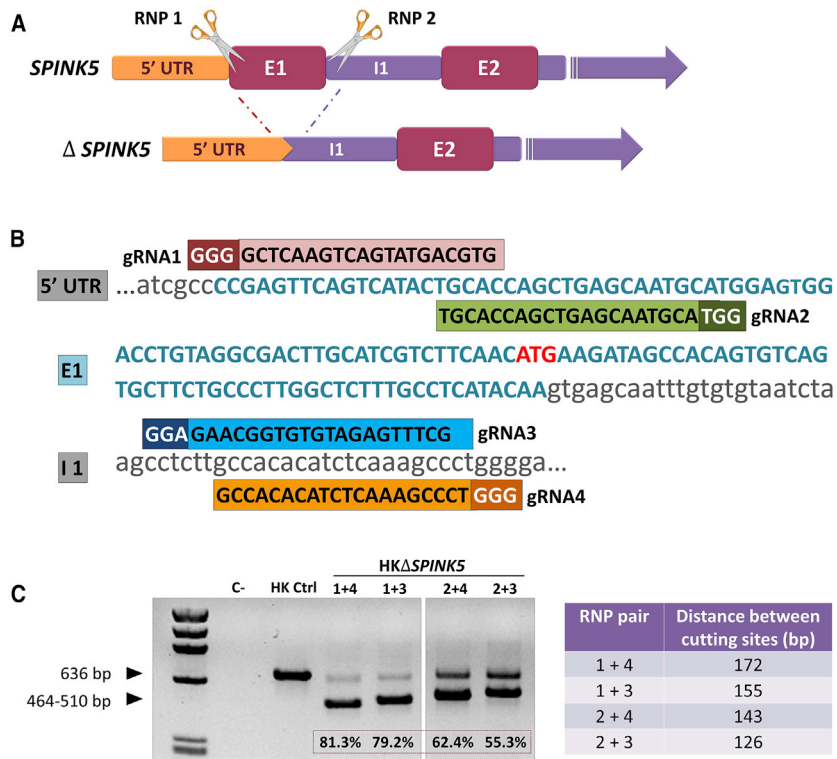 A
RNP 1
RNP 2
SPINK5
5' UTR
E1
I1
E2
Δ SPINK5
5' UTR
I1
E2
B
gRNA1 GGG GCTCAAGTCAGTATGACGTG
5' UTR ...atcgccCCGAGTTCAGTCATACTGCACCAGCTGAGCAATGCATGGAGTGG
TGCACCAGCTGAGCAATGCA TGG gRNA2
E1 ACCTGTAGGCGACTTGCATCGTCTTCAACATGAAGATAGCCACAGTGTCAG
TGCTTCTGCCCTTGGCTCTTTGCCTCATACAAgtgagcaatttgtgtgtaatcta
GGA GAACGGTGTGTAGAGTTTCG gRNA3
I 1 agcctcttgccacacatctcaaagccctgggga...
GCCACACATCTCAAAGCCCT GGG gRNA4
C
HKΔSPINK5
C- HK Ctrl 1+4 1+3 2+4 2+3
636 bp
464-510 bp
81.3% 79.2% 62.4% 55.3%
RNP pair Distance between cutting sites (bp)
1 + 4 172
1 + 3 155
2 + 4 143
2 + 3 126